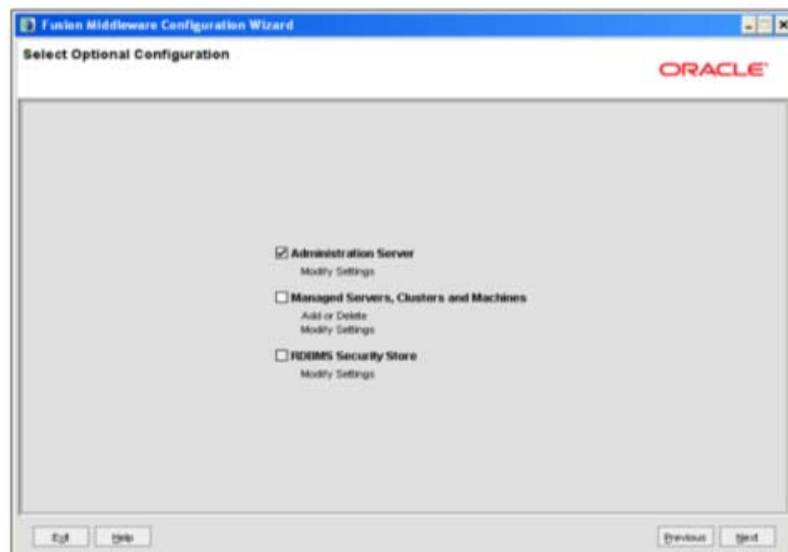 Fusion Middleware Configuration Wizard
Select Optional Configuration
ORACLE
Administration Server
Modify Settings
Managed Servers, Clusters and Machines
Add or Delete
Modify Settings
RDBMS Security Store
Modify Settings
Exit
Help
Previous
Next